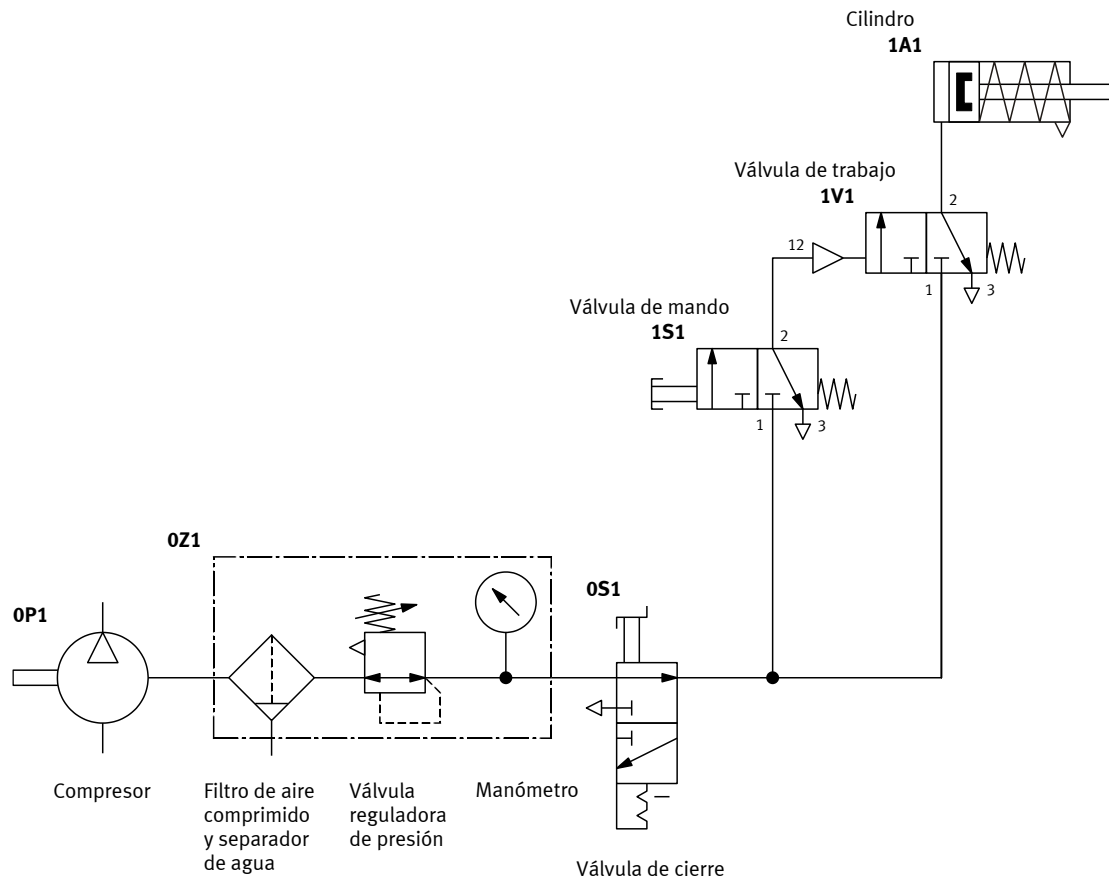 Cilindro
1A1
Válvula de trabajo
1V1
2
12
1
3
Válvula de mando
1S1
2
1
3
0Z1
0P1
0S1
Compresor
Filtro de aire
comprimido
y separador
de agua
Válvula
reguladora
de presión
Manómetro
Válvula de cierre